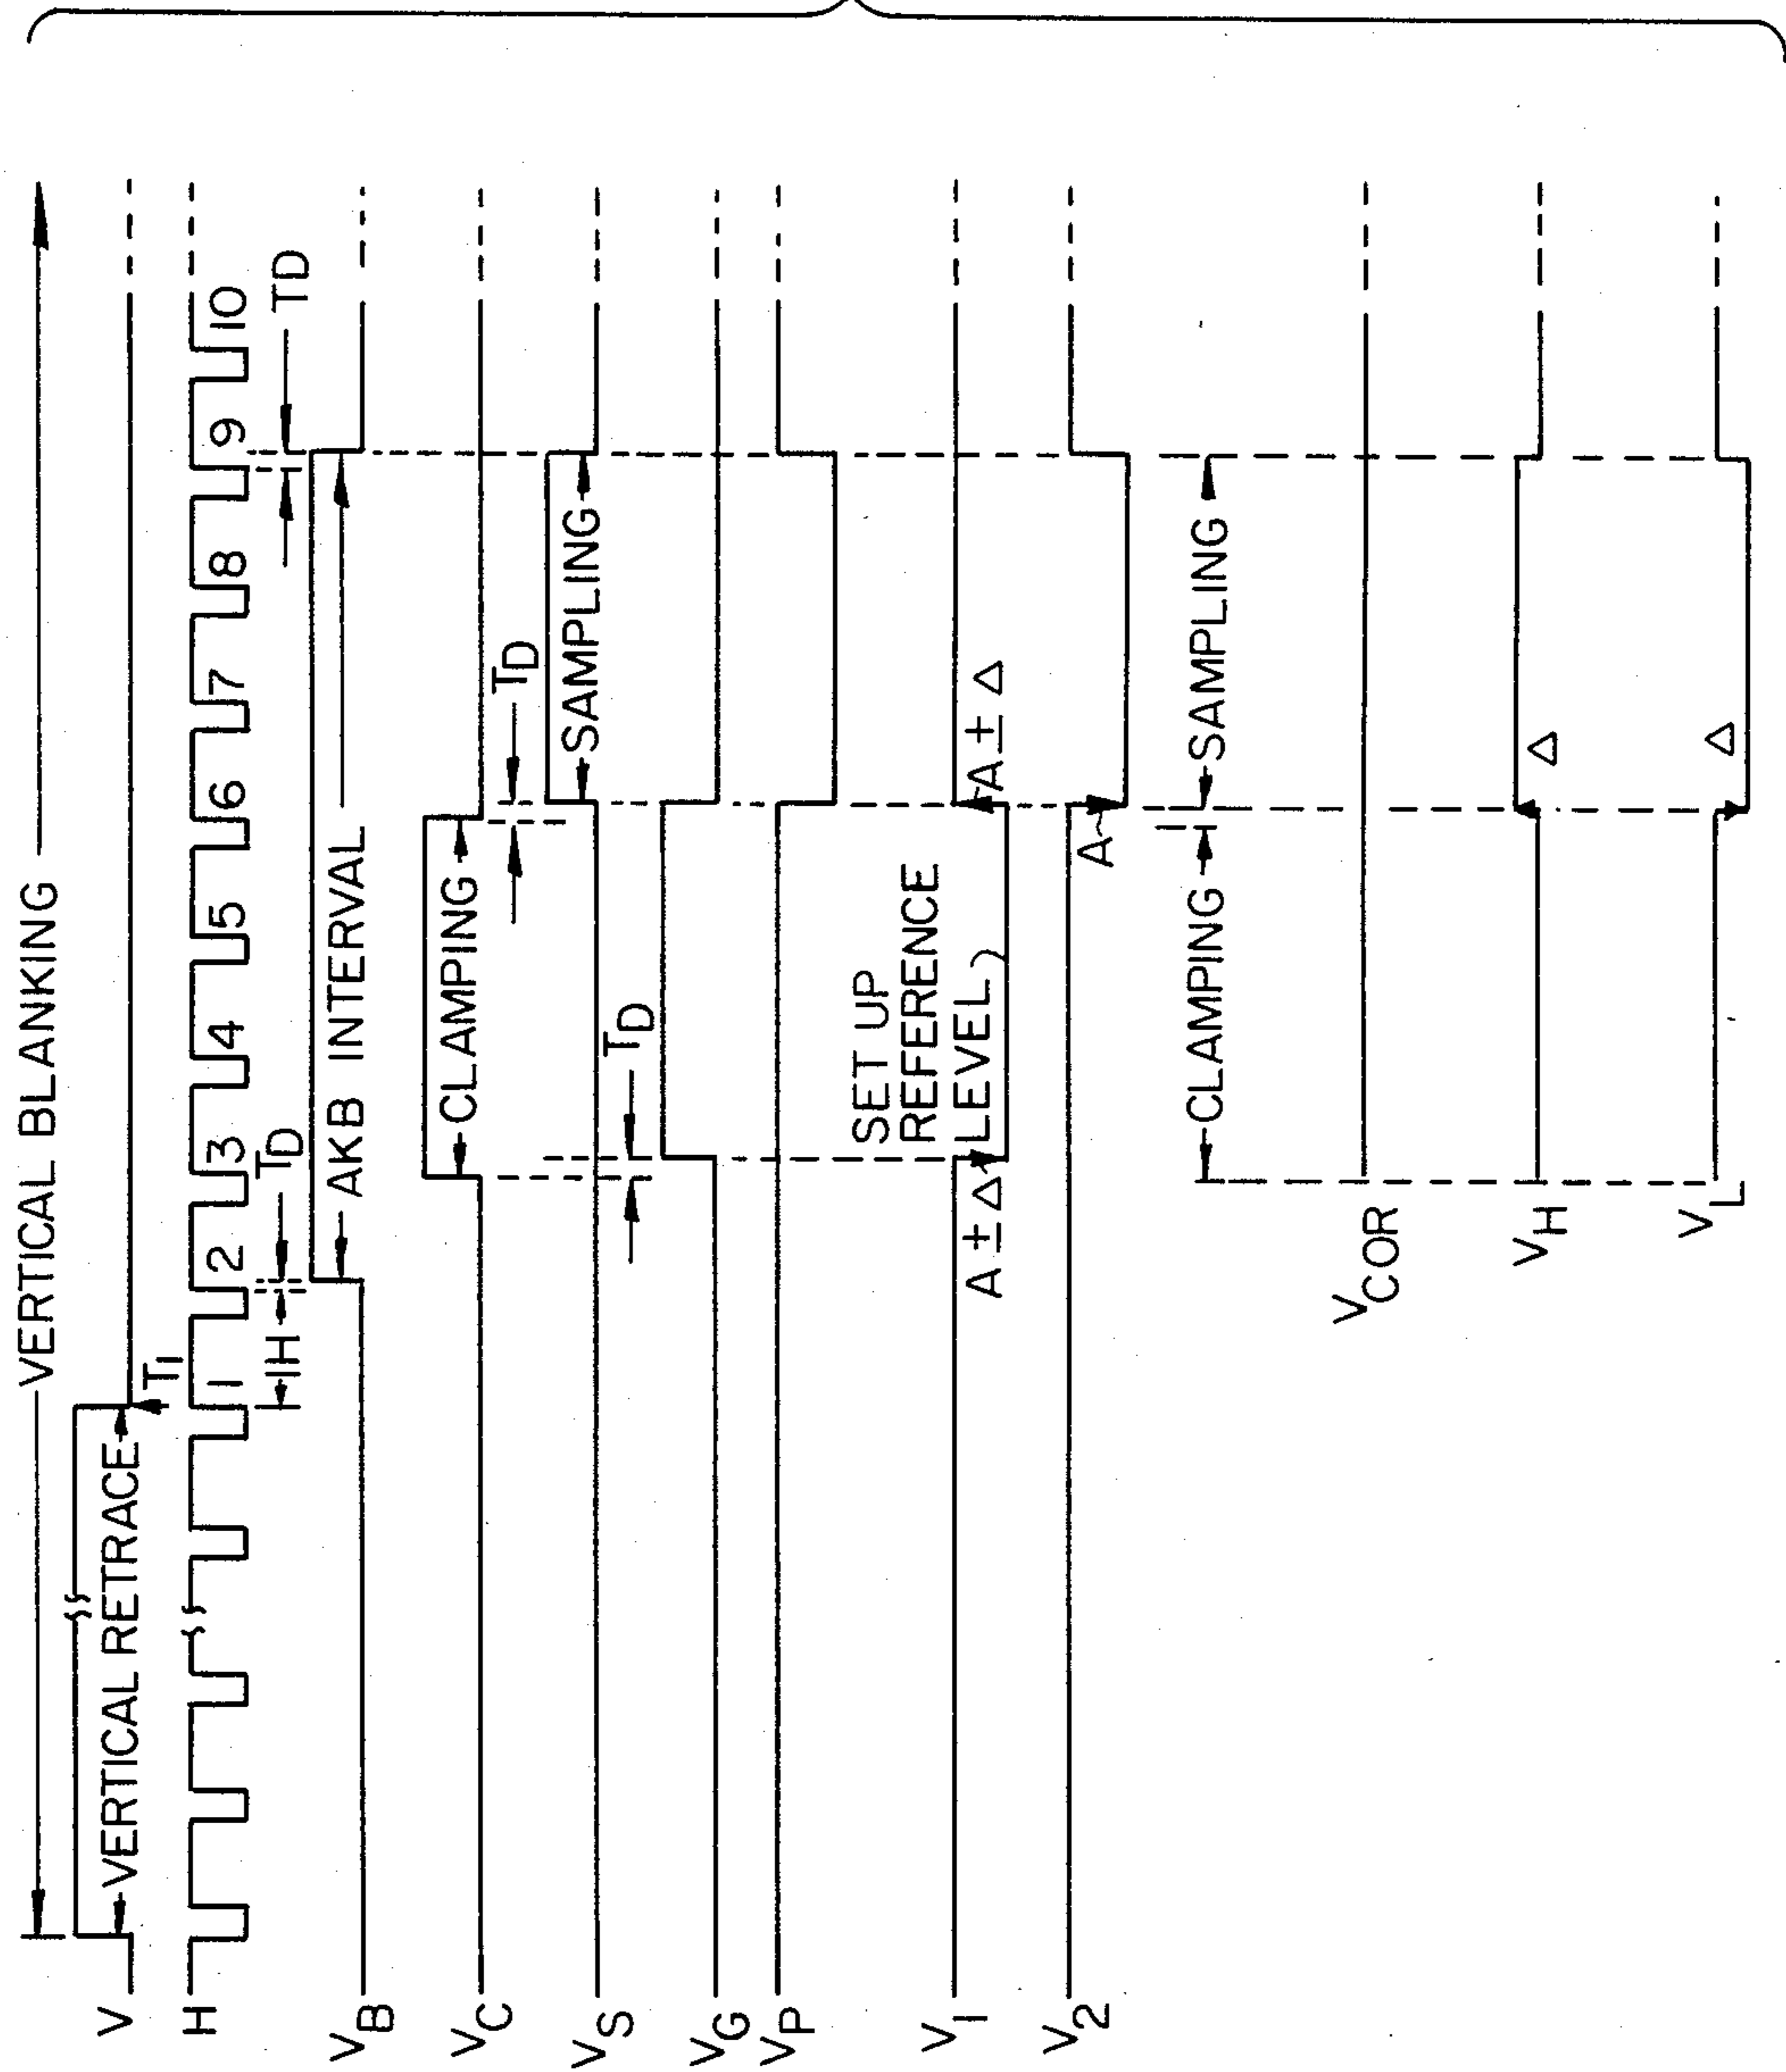 VERTICAL BLANKING
V
VERTICAL RETRACE
T1
H
1 2 3 4 5 6 7 8 9 10
1H
TD
TD
VB
AKB INTERVAL
VC
CLAMPING
TD
VS
SAMPLING
TD
VG
VP
SET UP
REFERENCE
LEVEL
V1
A ± Δ
A ± Δ
V2
A
CLAMPING
SAMPLING
VCOR
VH
Δ
VL
Δ